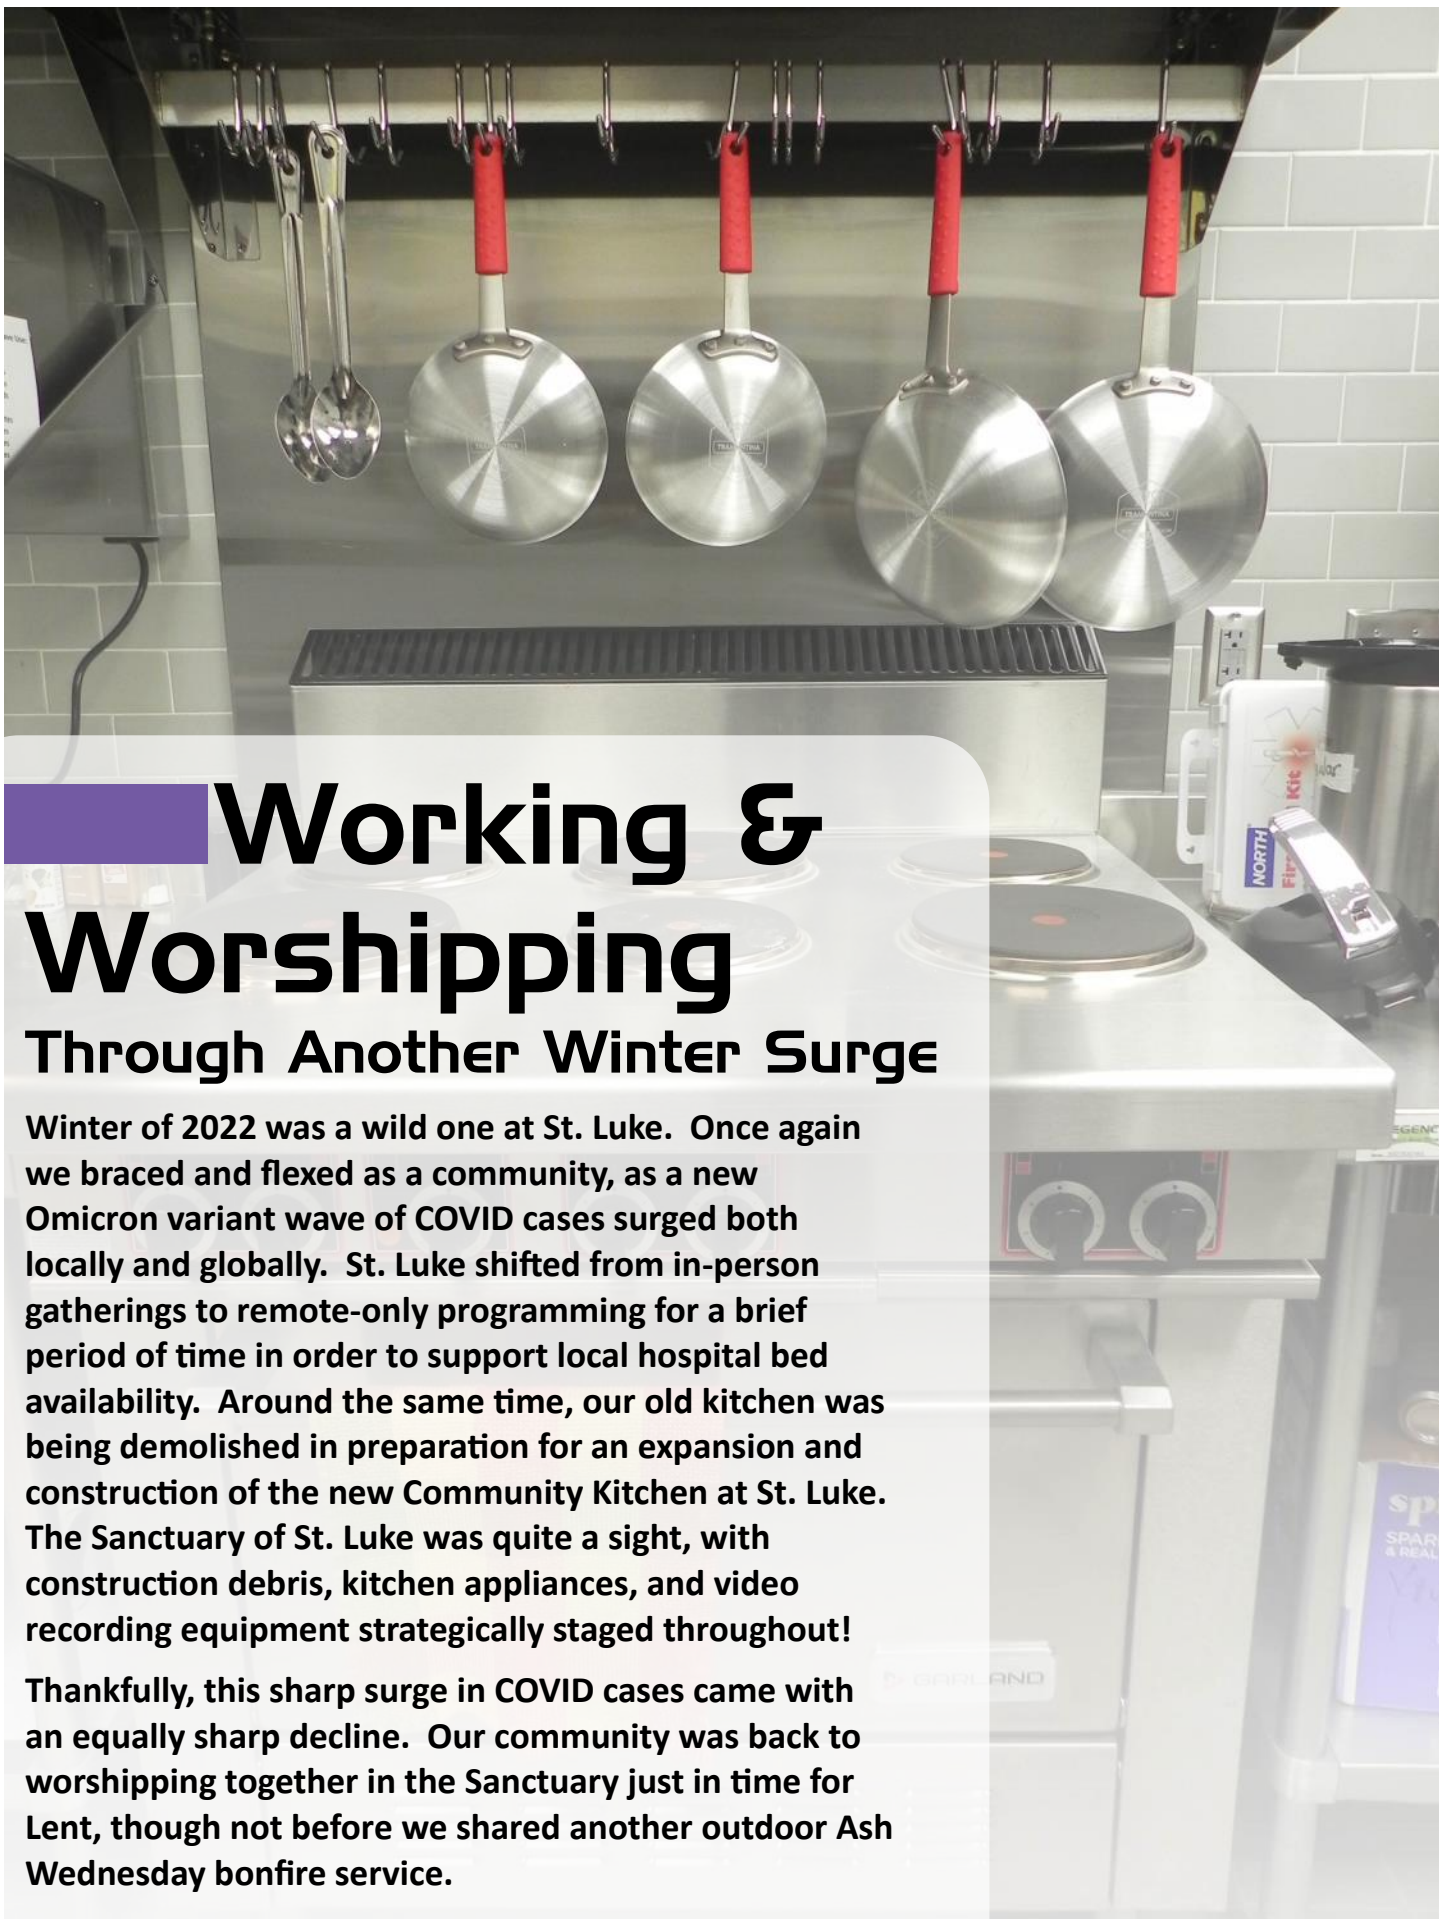 TRAMONTINA
TRAMONTINA
Working &
Worshipping
Through Another Winter Surge
NORTH
Kit
Winter of 2022 was a wild one at St. Luke.  Once again
we braced and flexed as a community, as a new
Omicron variant wave of COVID cases surged both
locally and globally.  St. Luke shifted from in-person
gatherings to remote-only programming for a brief
period of time in order to support local hospital bed
availability.  Around the same time, our old kitchen was
being demolished in preparation for an expansion and
construction of the new Community Kitchen at St. Luke.
The Sanctuary of St. Luke was quite a sight, with
construction debris, kitchen appliances, and video
recording equipment strategically staged throughout!
GARLAND
Thankfully, this sharp surge in COVID cases came with
an equally sharp decline.  Our community was back to
worshipping together in the Sanctuary just in time for
Lent, though not before we shared another outdoor Ash
Wednesday bonfire service.